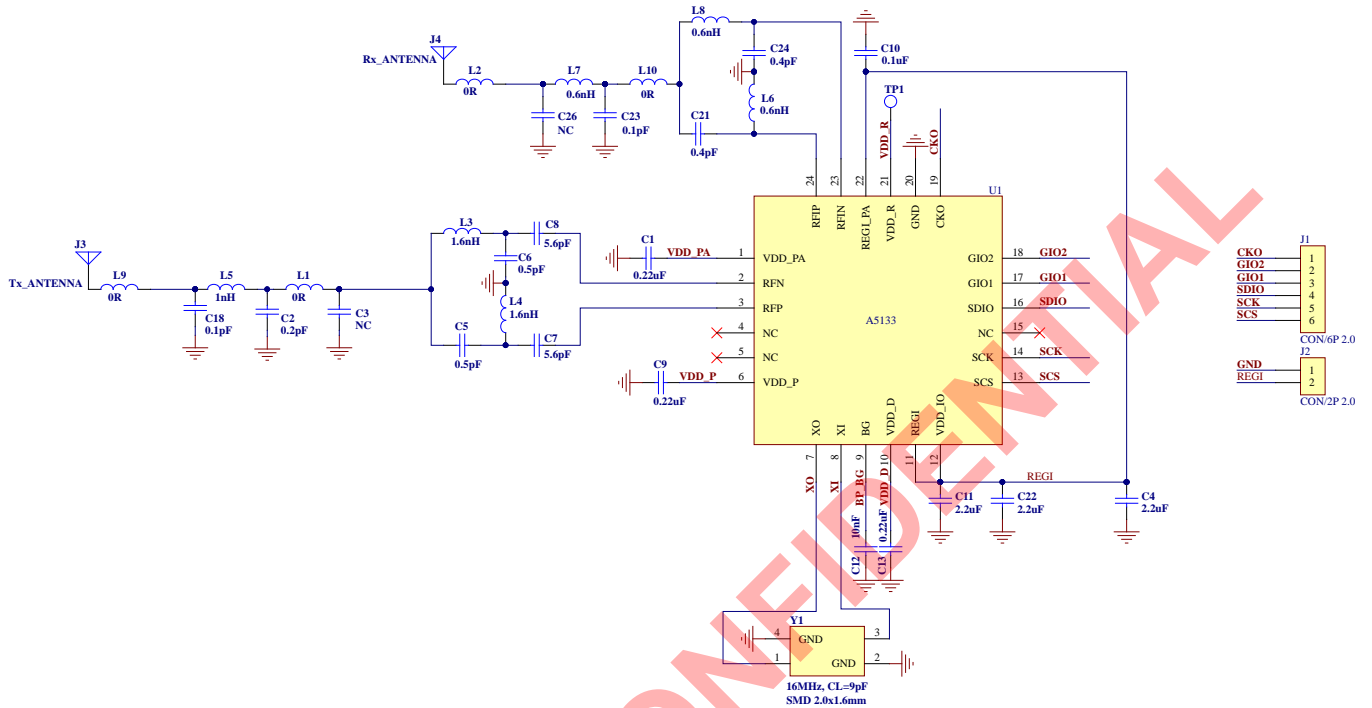 L8
0.6nH
J4
Rx_ANTENNA
L2
0R
L7
0.6nH
L10
0R
C24
0.4pF
C10
0.1uF
L6
0.6nH
TP1
C26
NC
C23
0.1pF
C21
0.4pF
VDD_R
CKO
24
23
22
21
20
19
U1
RFIP
RFIN
REGI_PA
VDD_R
GND
CKO
J3
Tx_ANTENNA
L9
0R
L5
1nH
L1
0R
L3
1.6nH
C8
5.6pF
C6
0.5pF
L4
1.6nH
C18
0.1pF
C2
0.2pF
C3
NC
C5
0.5pF
C7
5.6pF
C1
0.22uF
VDD_PA
C9
0.22uF
VDD_P
1
VDD_PA
2
RFN
3
RFP
4
NC
5
NC
6
VDD_P
A5133
GIO2
18
GIO2
GIO1
17
GIO1
SDIO
16
SDIO
NC
15
SCK
14
SCK
SCS
13
SCS
XO
XI
BG
VDD_D
REGI
VDD_IO
7
8
9
10
11
12
XO
XI
BP_BG
VDD_D
REGI
10nF
C12
0.22uF
C13
C11
2.2uF
C22
2.2uF
C4
2.2uF
J1
CKO
1
GIO2
2
GIO1
3
SDIO
4
SCK
5
SCS
6
CON/6P 2.0
J2
GND
1
REGI
2
CON/2P 2.0
Y1
4
GND
3
1
GND
2
16MHz, CL=9pF
SMD 2.0x1.6mm
ONFIDENTIAL